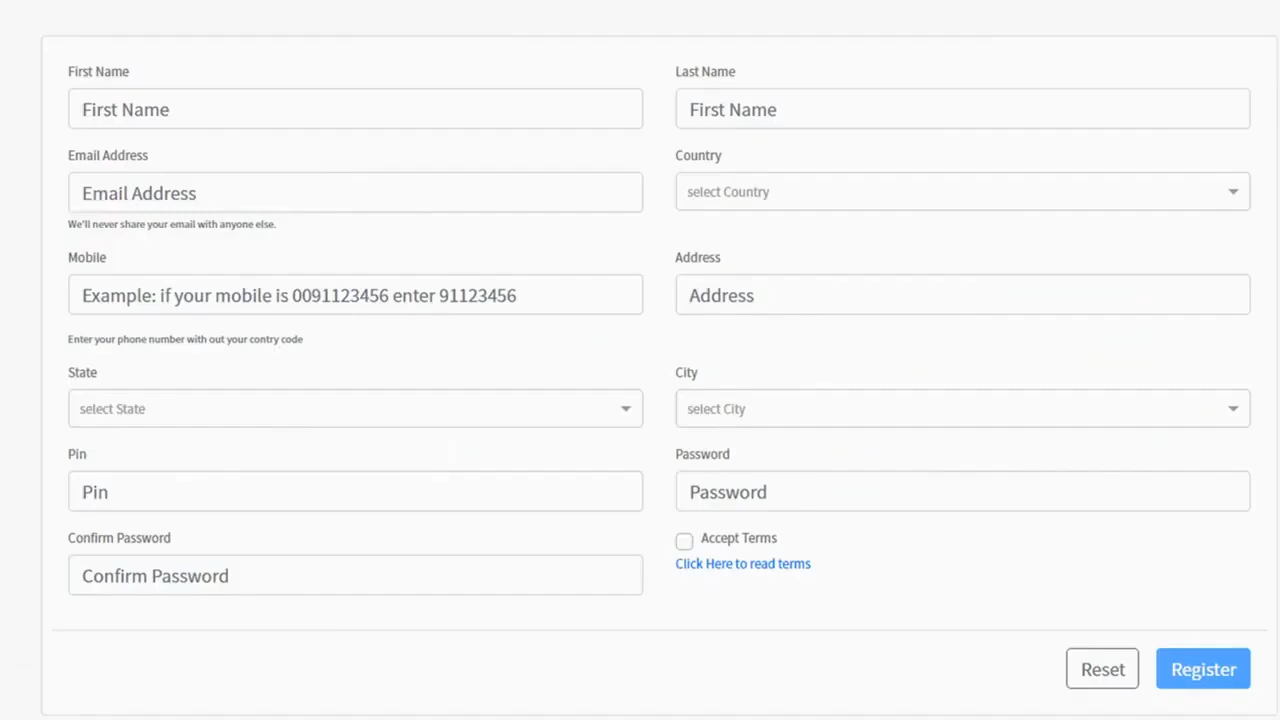 First Name
Last Name
First Name
First Name
Email Address
Country
Email Address
select Country
We'll never share your email with anyone else.
Mobile
Address
Example: if your mobile is 0091123456 enter 91123456
Address
Enter your phone number with out your contry code
State
City
select State
select City
Pin
Password
Pin
Password
Confirm Password
Accept Terms
Click Here to read terms
Confirm Password
Reset
Register